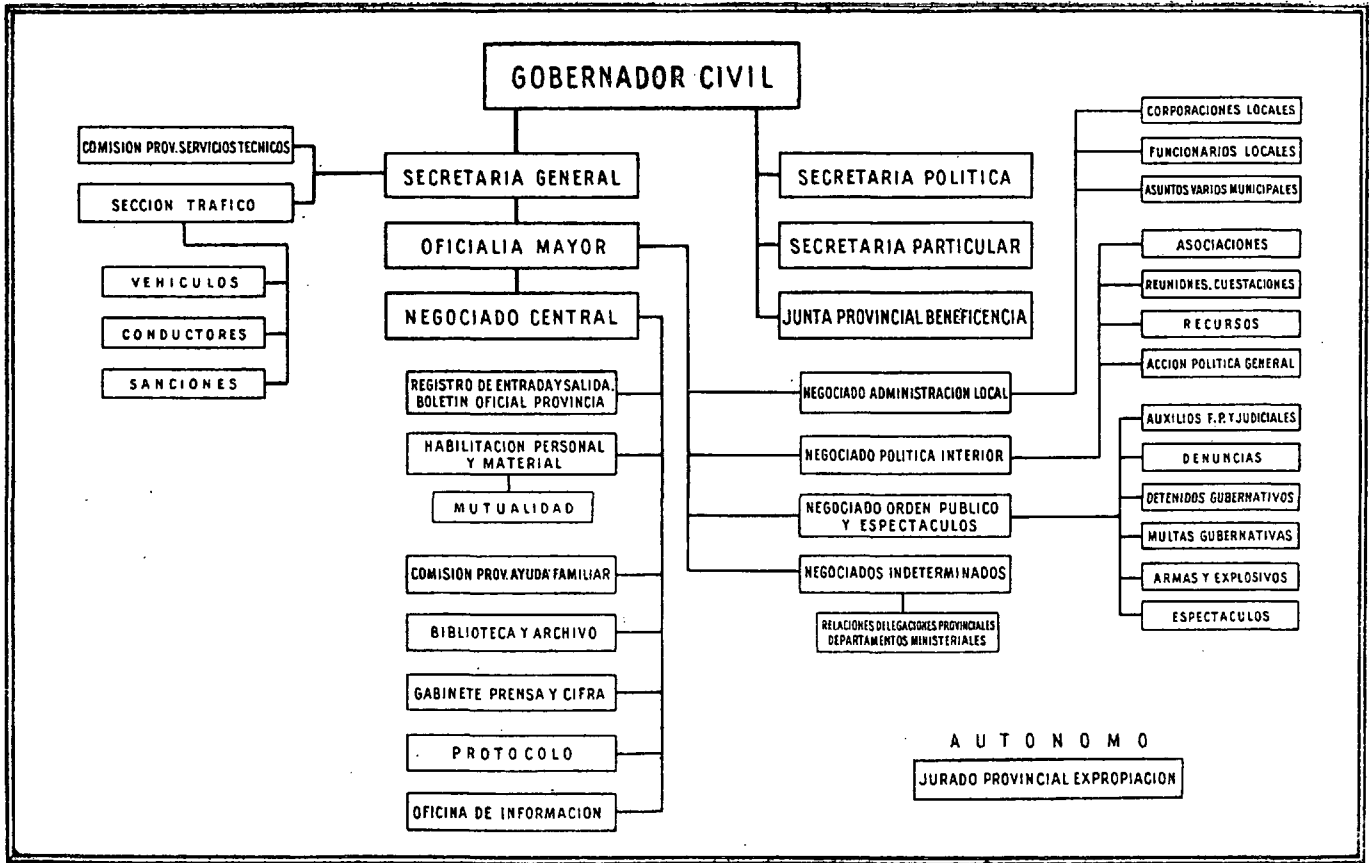 GOBERNADOR CIVIL
COMISION PROV. SERVICIOS TECNICOS
SECCION TRAFICO
VEHICULOS
CONDUCTORES
SANCIONES
SECRETARIA GENERAL
OFICIALIA MAYOR
NEGOCIADO CENTRAL
REGISTRO DE ENTRADA Y SALIDA.
BOLETIN OFICIAL PROVINCIA
HABILITACION PERSONAL
Y MATERIAL
MUTUALIDAD
COMISION PROV. AYUDA FAMILIAR
BIBLIOTECA Y ARCHIVO
GABINETE PRENSA Y CIFRA
PROTOCOLO
OFICINA DE INFORMACION
SECRETARIA POLITICA
SECRETARIA PARTICULAR
JUNTA PROVINCIAL BENEFICENCIA
NEGOCIADO ADMINISTRACION LOCAL
NEGOCIADO POLITICA INTERIOR
NEGOCIADO ORDEN PUBLICO
Y ESPECTACULOS
NEGOCIADOS INDETERMINADOS
RELACIONES DELEGACIONES PROVINCIALES
DEPARTAMENTOS MINISTERIALES
CORPORACIONES LOCALES
FUNCIONARIOS LOCALES
ASUNTOS VARIOS MUNICIPALES
ASOCIACIONES
REUNIONES. CUESTACIONES
RECURSOS
ACCION POLITICA GENERAL
AUXILIOS F.P. Y JUDICIALES
DENUNCIAS
DETENIDOS GUBERNATIVOS
MULTAS GUBERNATIVAS
ARMAS Y EXPLOSIVOS
ESPECTACULOS
AUTONOMO
JURADO PROVINCIAL EXPROPIACION